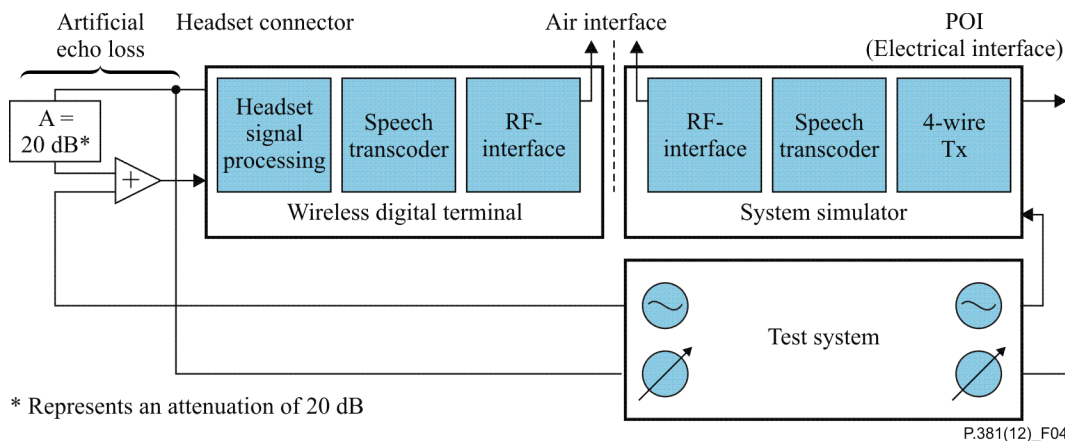 Artificial
echo loss
Headset connector
Air interface
POI
(Electrical interface)
A =
20 dB*
+
Headset
signal
processing
Speech
transcoder
RF-
interface
Wireless digital terminal
RF-
interface
Speech
transcoder
4-wire
Tx
System simulator
Test system
* Represents an attenuation of 20 dB
P.381(12)_F04